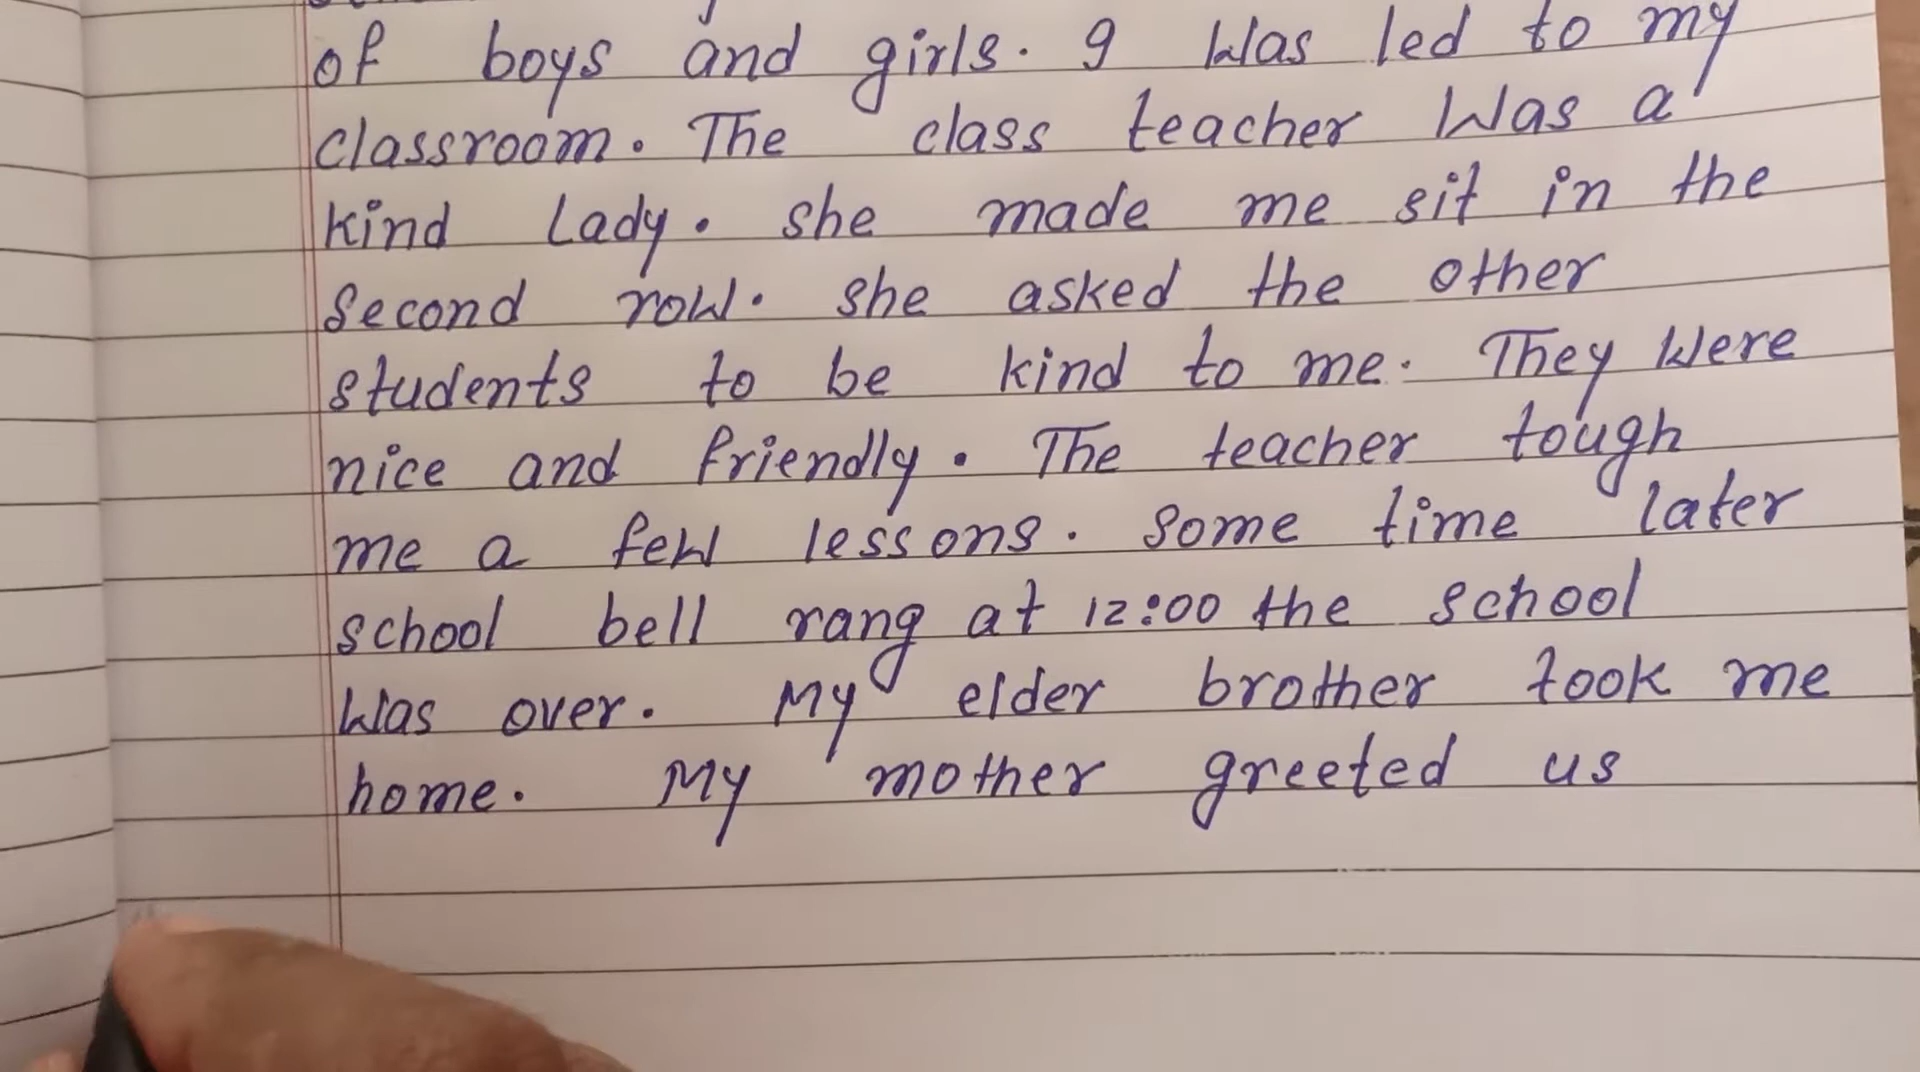 of boys and girls. I was led to my
classroom. The class teacher was a
kind lady. she made me sit in the
second row. she asked the other
students to be kind to me. They were
nice and friendly. The teacher tough
me a few lessons. some time later
school bell rang at 12:00 the school
was over. My elder brother took me
home. My mother greeted us